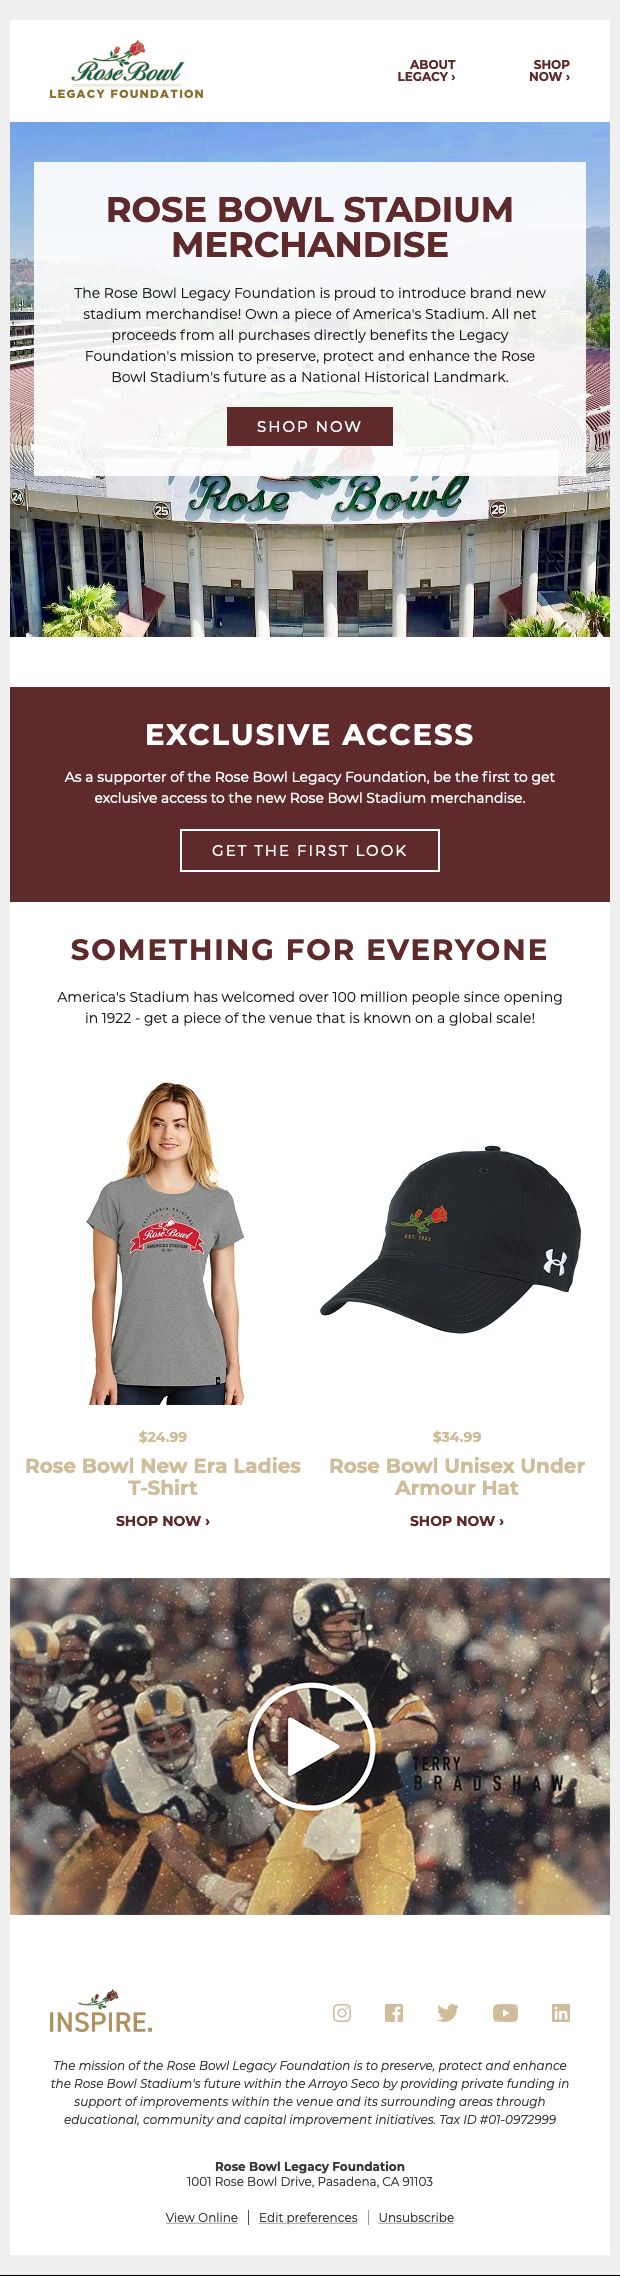 Rose Bowl
LEGACY FOUNDATION
ABOUT
LEGACY ›
SHOP
NOW ›
ROSE BOWL STADIUM
MERCHANDISE
The Rose Bowl Legacy Foundation is proud to introduce brand new
stadium merchandise! Own a piece of America's Stadium. All net
proceeds from all purchases directly benefits the Legacy
Foundation's mission to preserve, protect and enhance the Rose
Bowl Stadium's future as a National Historical Landmark.
SHOP NOW
Rose Bowl
24
25
26
EXCLUSIVE ACCESS
As a supporter of the Rose Bowl Legacy Foundation, be the first to get
exclusive access to the new Rose Bowl Stadium merchandise.
GET THE FIRST LOOK
SOMETHING FOR EVERYONE
America's Stadium has welcomed over 100 million people since opening
in 1922 - get a piece of the venue that is known on a global scale!
CALIFORNIA ORIGINAL
Rose Bowl
AMERICA'S STADIUM
EST. 1922
$24.99
Rose Bowl New Era Ladies
T-Shirt
SHOP NOW ›
$34.99
Rose Bowl Unisex Under
Armour Hat
SHOP NOW ›
12
TERRY
BRADSHAW
INSPIRE.
The mission of the Rose Bowl Legacy Foundation is to preserve, protect and enhance
the Rose Bowl Stadium's future within the Arroyo Seco by providing private funding in
support of improvements within the venue and its surrounding areas through
educational, community and capital improvement initiatives. Tax ID #01-0972999
Rose Bowl Legacy Foundation
1001 Rose Bowl Drive, Pasadena, CA 91103
View Online | Edit preferences | Unsubscribe